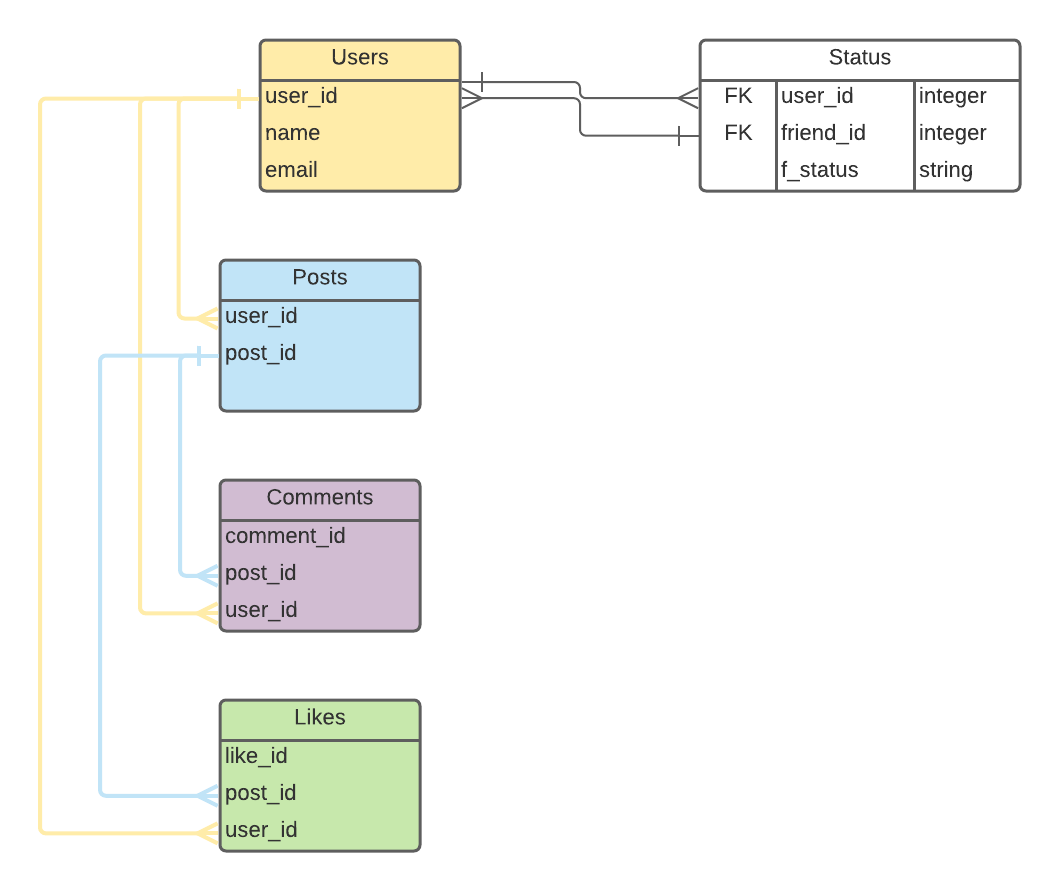 Users
user_id
name
email
Status
FK user_id integer
FK friend_id integer
f_status string
Posts
user_id
post_id
Comments
comment_id
post_id
user_id
Likes
like_id
post_id
user_id